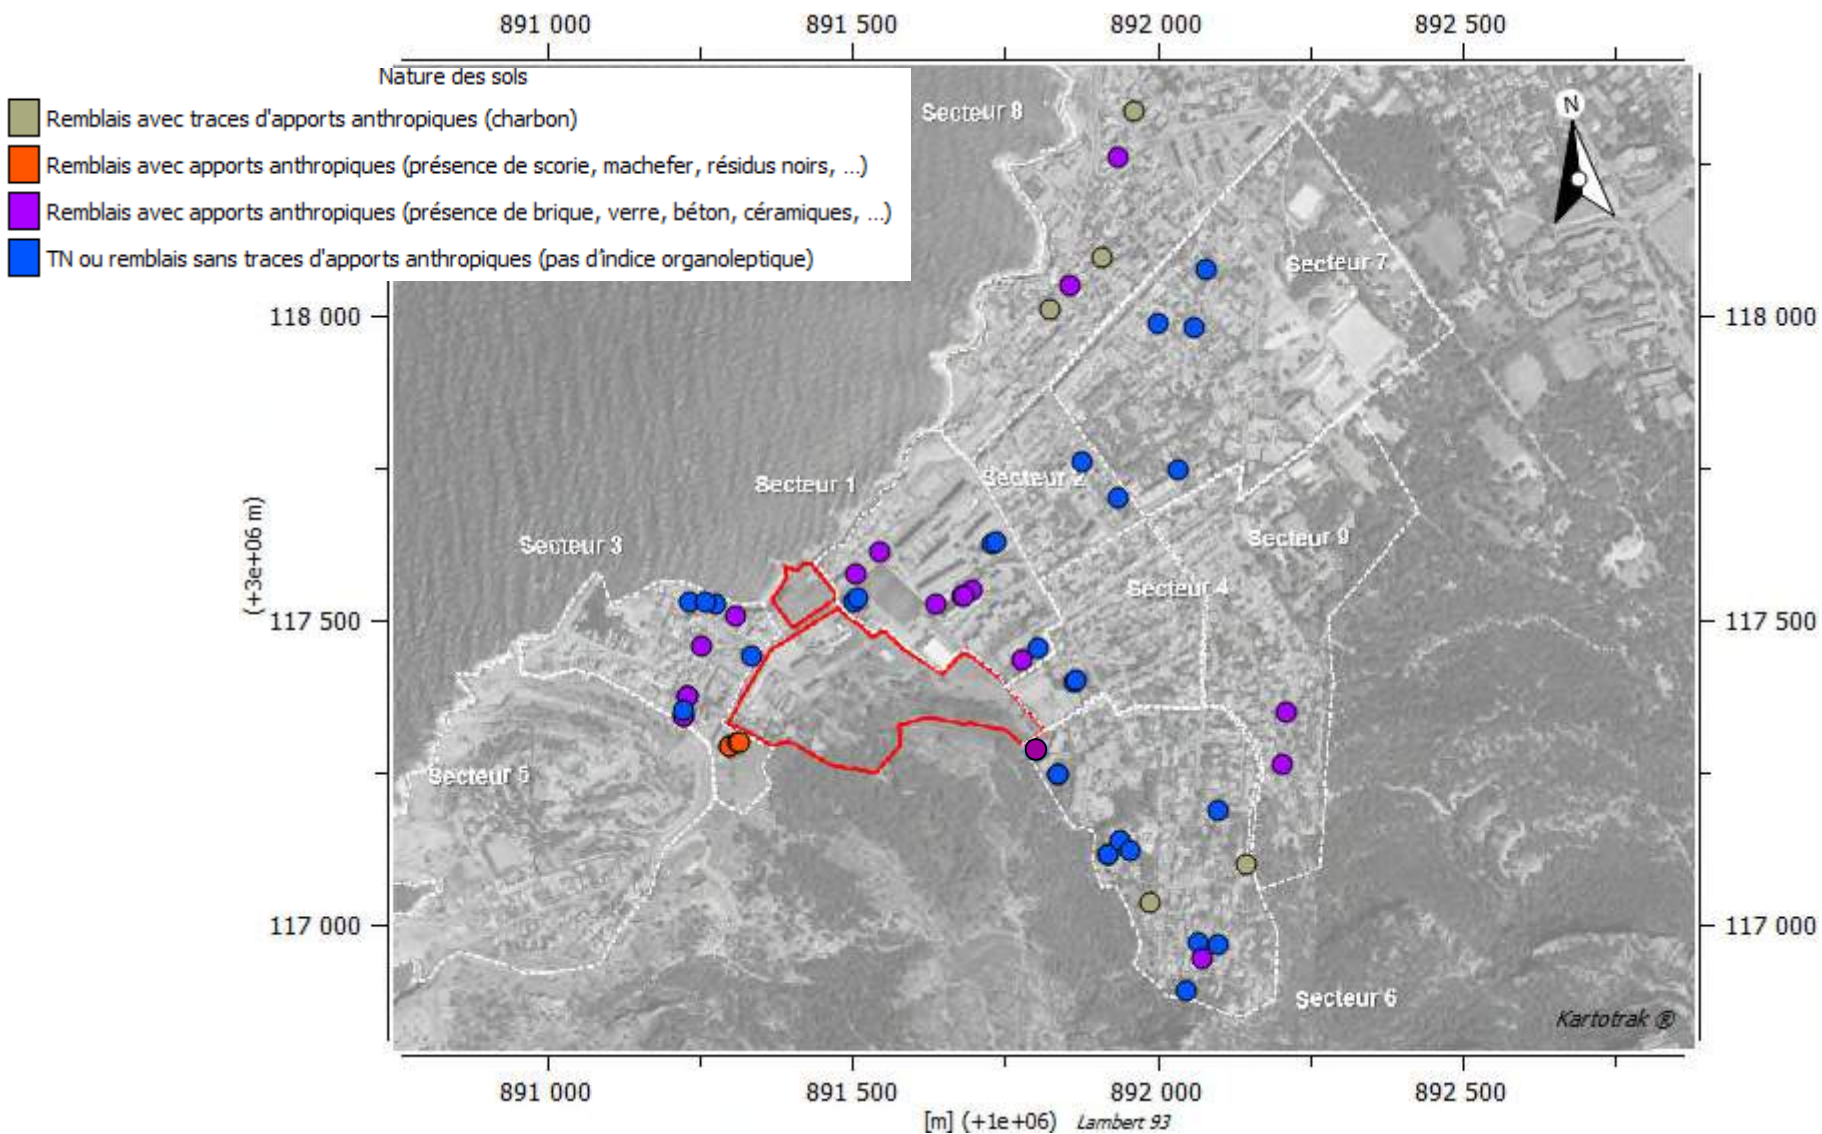 891 000 891 500 892 000 892 500
Nature des sols
Remblais avec traces d'apports anthropiques (charbon)
Remblais avec apports anthropiques (présence de scorie, machefer, résidus noirs, ...)
Remblais avec apports anthropiques (présence de brique, verre, béton, céramiques, ...)
TN ou remblais sans traces d'apports anthropiques (pas d'indice organoleptique)
Secteur 8
N
Secteur 7
118 000 118 000
Secteur 1
Secteur 2
Secteur 3
Secteur 9
(+3e+06 m)
Secteur 4
117 500 117 500
Secteur 5
117 000 117 000
Secteur 6
Kartotrak ®
891 000 891 500 892 000 892 500
[m] (+1e+06) Lambert 93